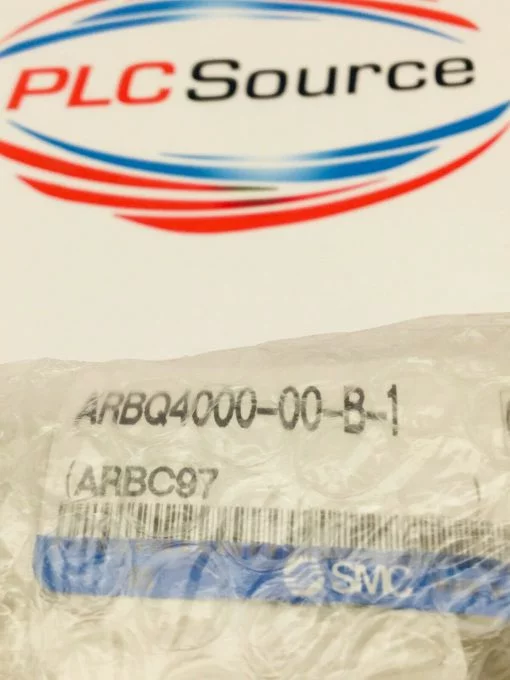 PLC Source
ARBQ4000-00-B-1
(ARBC97 )
SMC